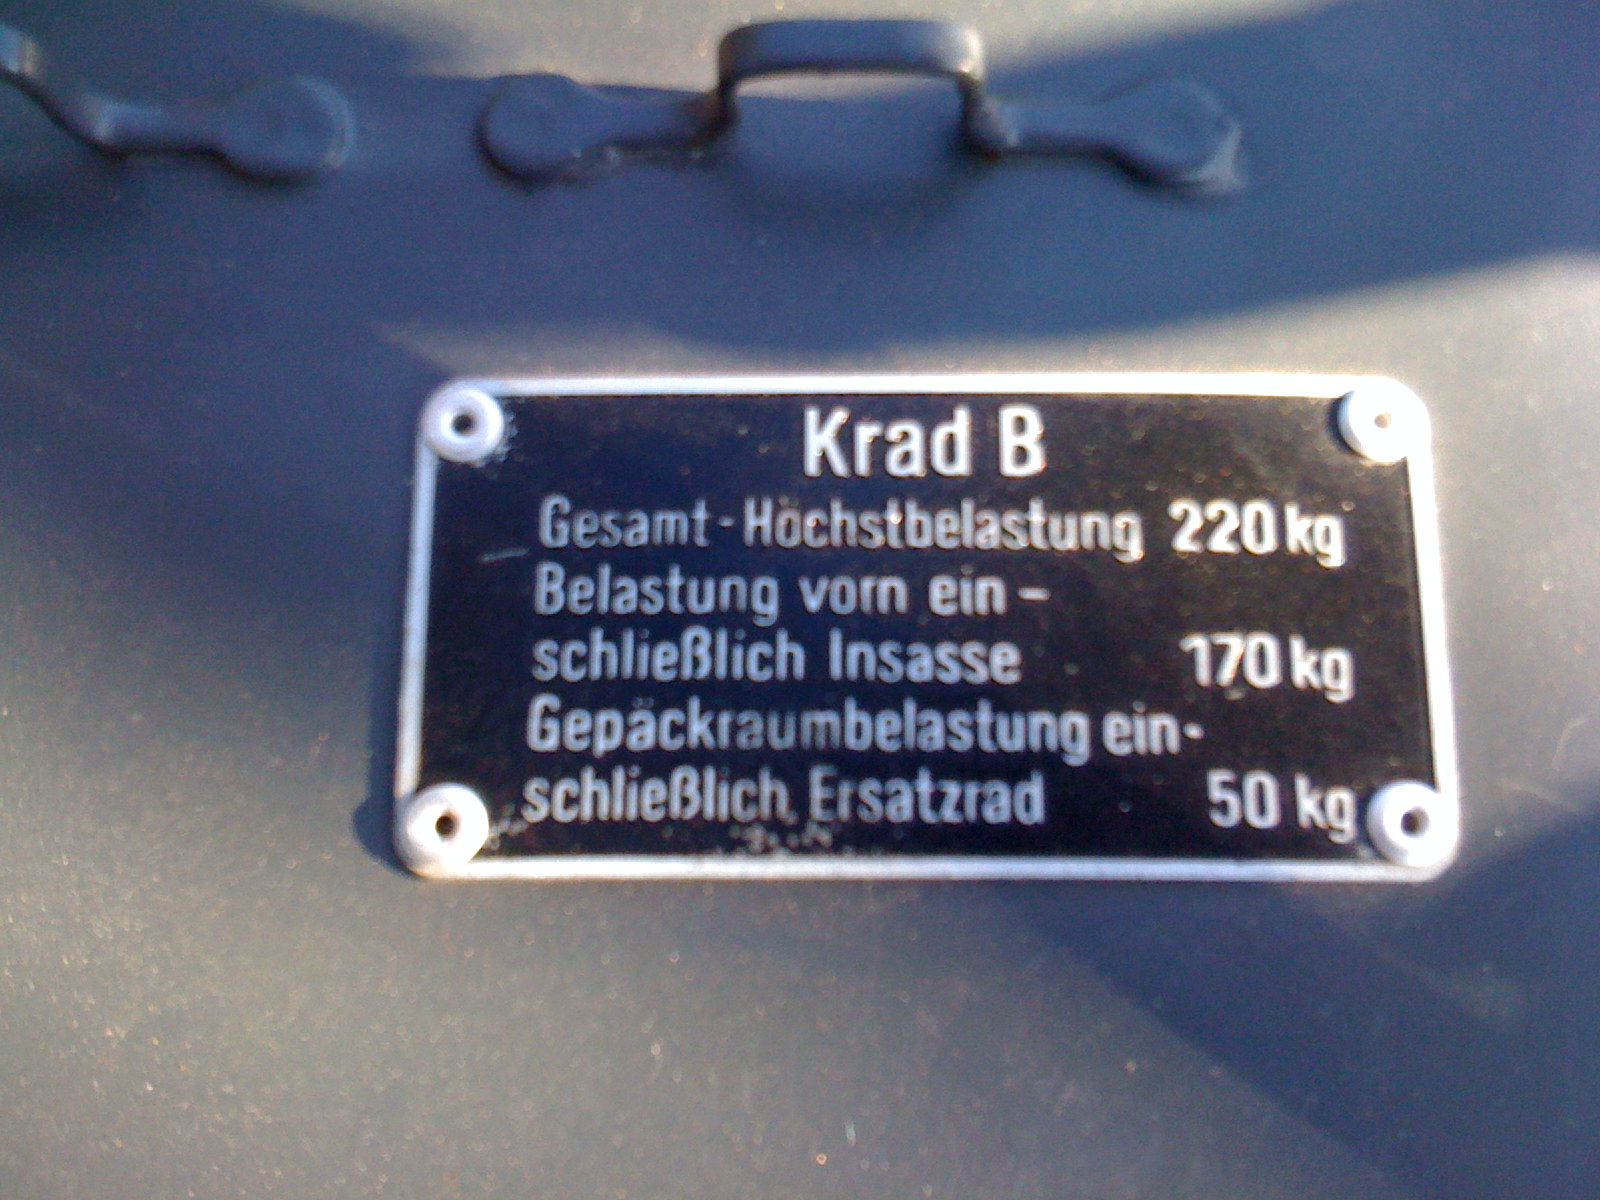 Krad B
Gesamt-Höchstbelastung 220 kg
Belastung vorn ein-
schließlich Insasse 170 kg
Gepäckraumbelastung ein-
schließlich Ersatzrad 50 kg